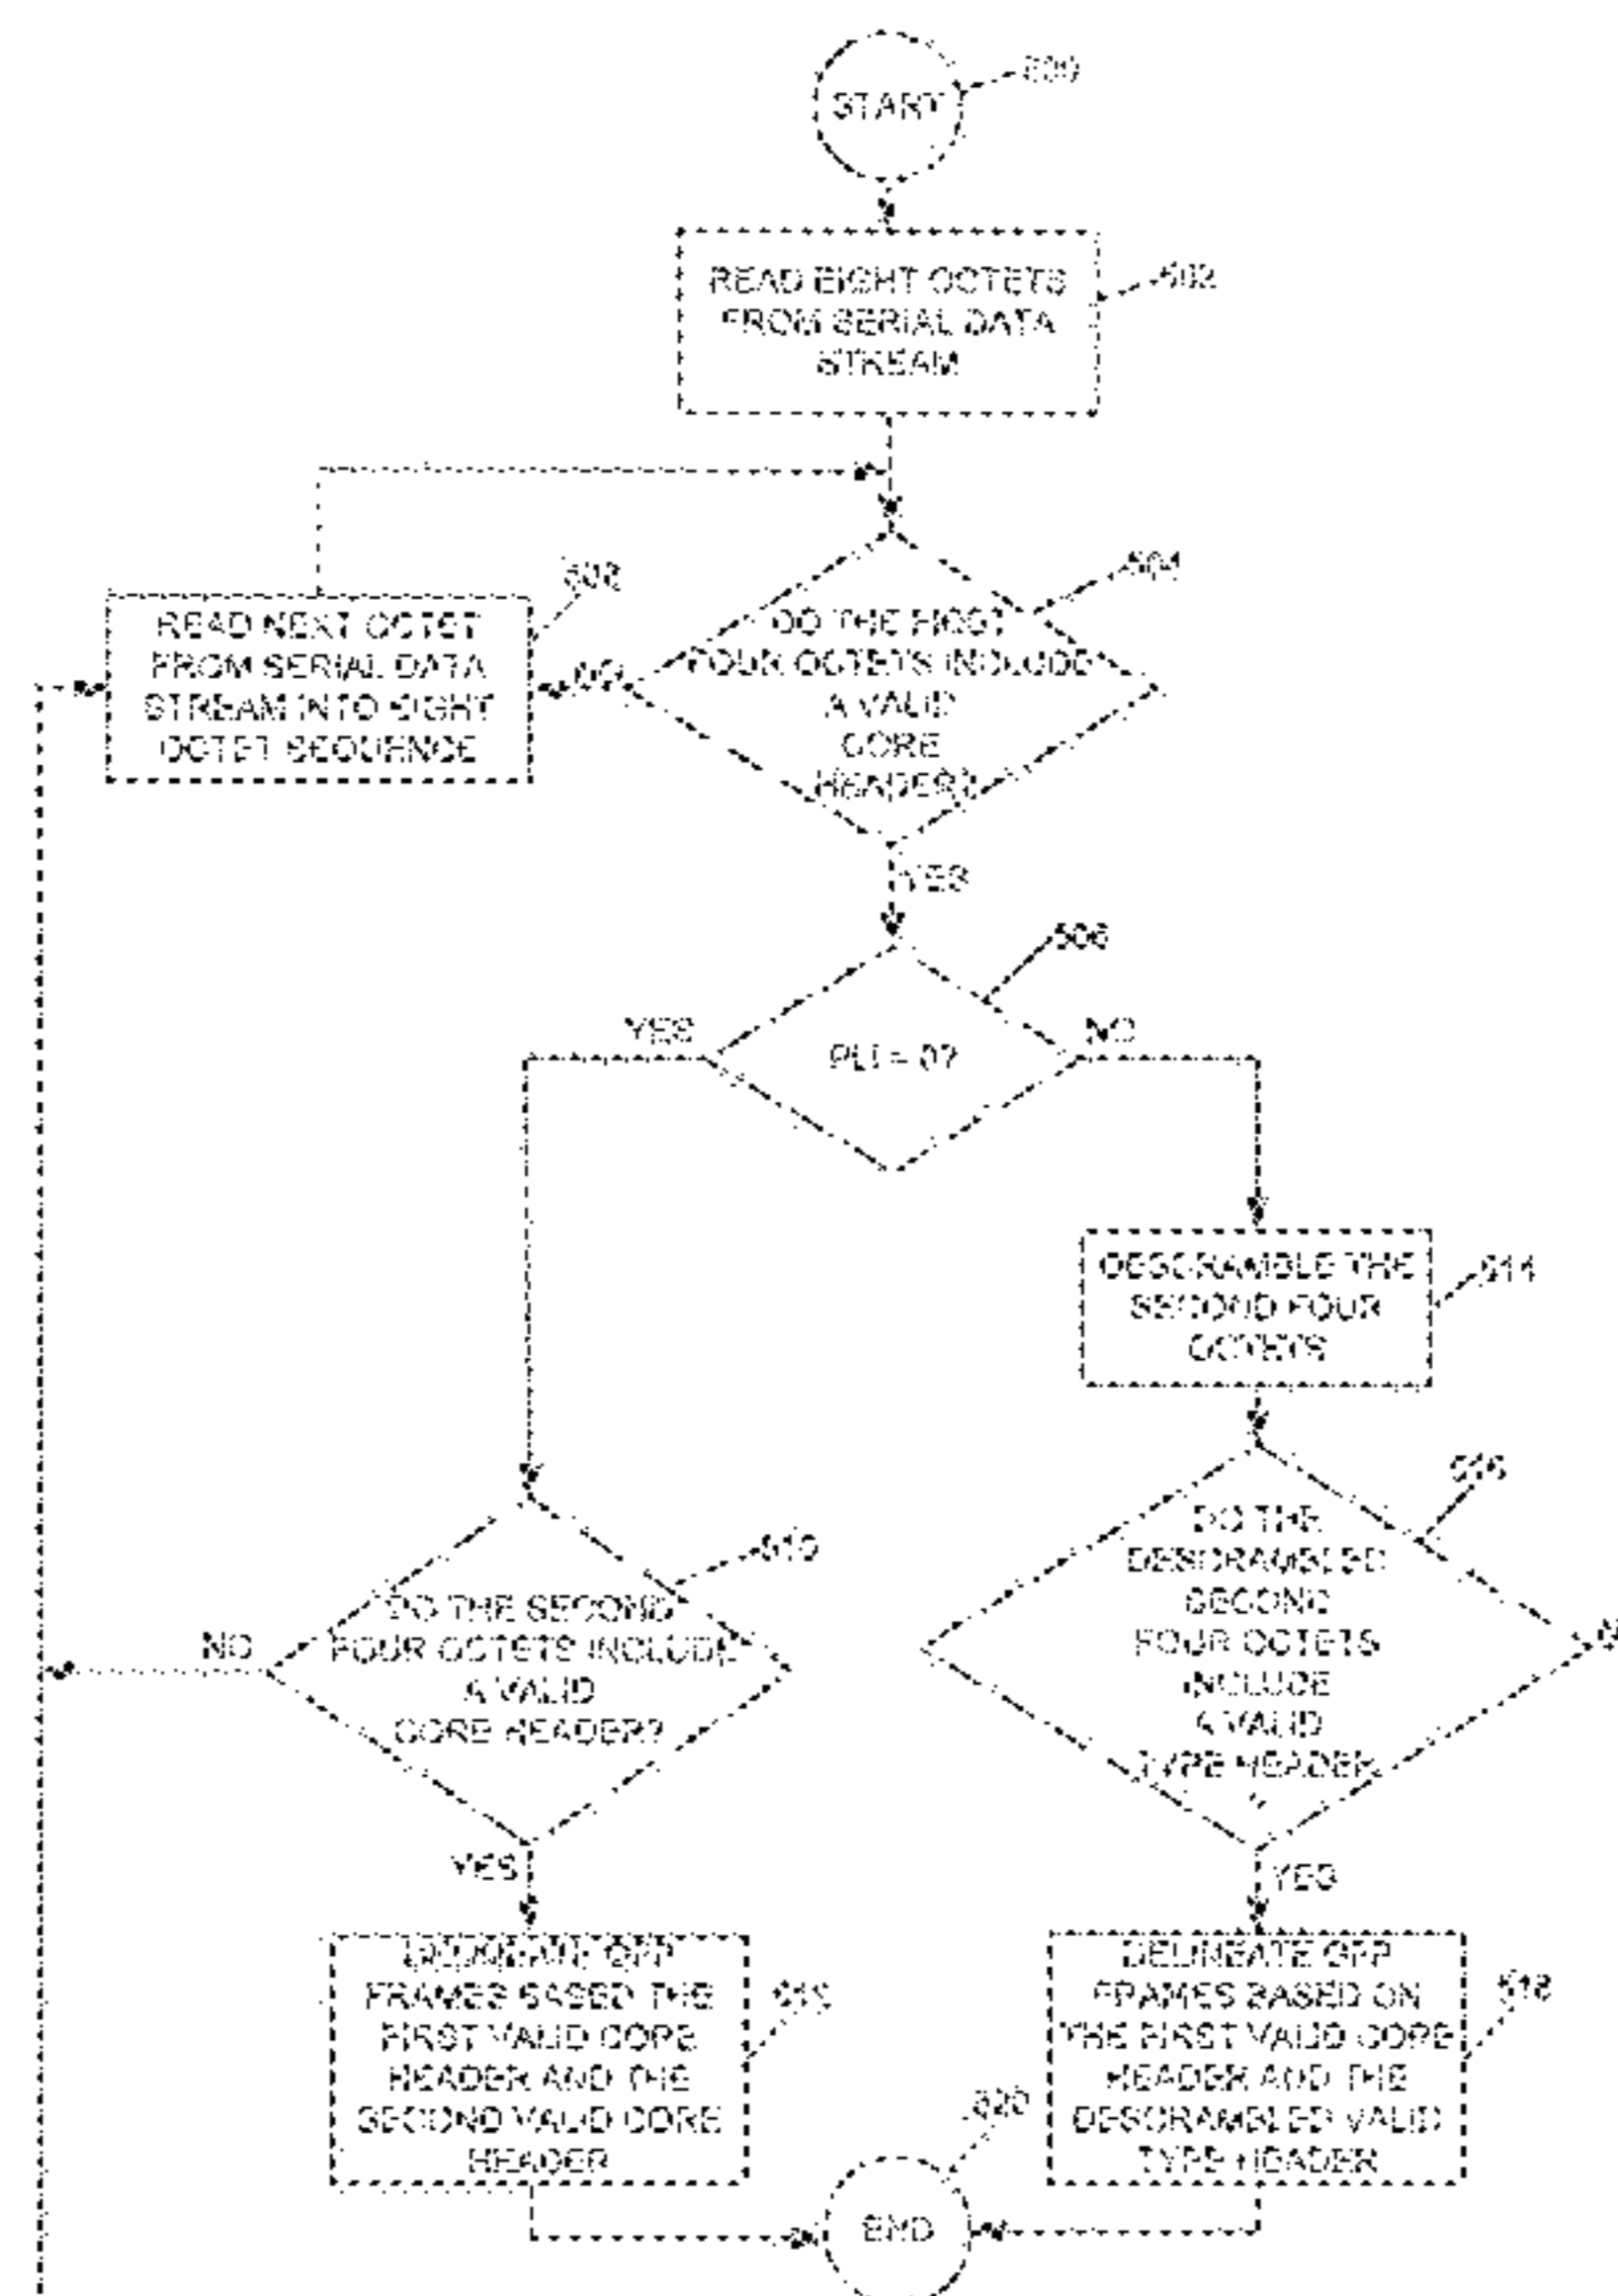 START
READ EIGHT OCTETS
FROM SERIAL DATA
STREAM
502
504
READ NEXT OCTET
FROM SERIAL DATA
STREAM INTO EIGHT
OCTET SEQUENCE
NO
DO THE FIRST
FOUR OCTETS INCLUDE
A VALID
CORE
HEADER?
YES
506
YES
PLI = 0?
NO
DESCRAMBLE THE
SECOND FOUR
OCTETS
514
516
DO THE
DESCRAMBLED
SECOND
FOUR OCTETS
INCLUDE
A VALID
TYPE HEADER
?
510
DO THE SECOND
FOUR OCTETS INCLUDE
A VALID
CORE HEADER?
NO
YES
YES
DELINEATE GFP
FRAMES BASED THE
FIRST VALID CORE
HEADER AND THE
SECOND VALID CORE
HEADER
DELINEATE GFP
FRAMES BASED ON
THE FIRST VALID CORE
HEADER ADD THE
DESCRAMBLED VALID
TYPE HEADER
518
520
END